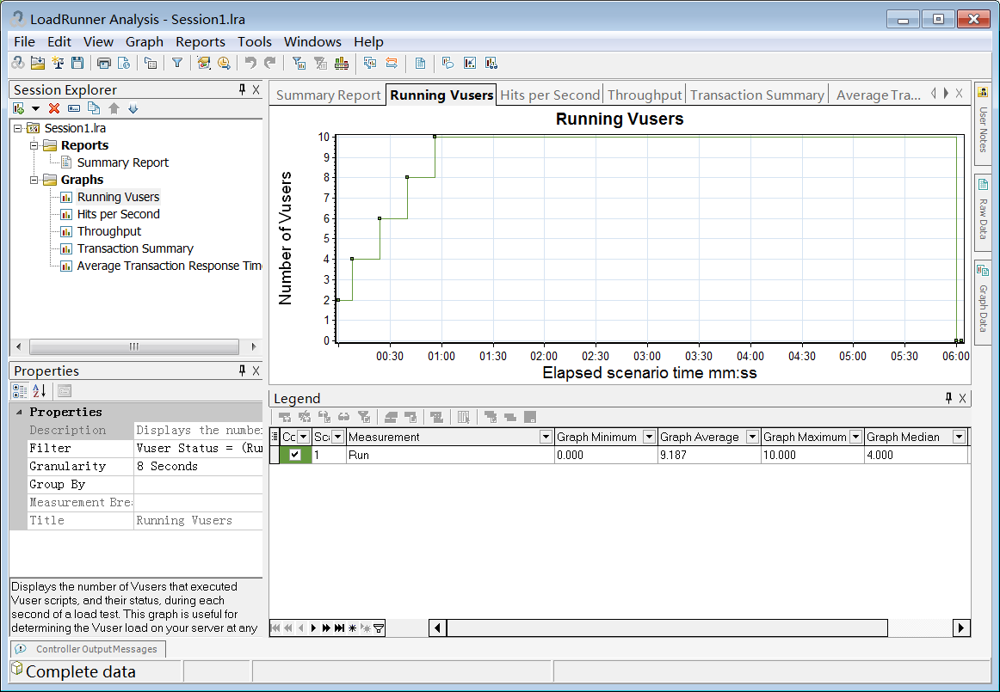 LoadRunner Analysis - Session1.lra
File Edit View Graph Reports Tools Windows Help
Session Explorer
Session1.lra
Reports
Summary Report
Graphs
Running Vusers
Hits per Second
Throughput
Transaction Summary
Average Transaction Response Time
Properties
Properties
Description Displays the number
Filter Vuser Status = (Ru
Granularity 8 Seconds
Group By
Measurement Brea
Title Running Vusers
Displays the number of Vusers that executed
Vuser scripts, and their status, during each
second of a load test. This graph is useful for
determining the Vuser load on your server at any
Summary Report Running Vusers Hits per Second Throughput Transaction Summary Average Tra...
Running Vusers
Number of Vusers
10
9
8
7
6
5
4
3
2
1
0
00:30 01:00 01:30 02:00 02:30 03:00 03:30 04:00 04:30 05:00 05:30 06:00
Elapsed scenario time mm:ss
User Notes
Raw Data
Graph Data
Legend
Co Sc Measurement Graph Minimum Graph Average Graph Maximum Graph Median
1 Run 0.000 9.187 10.000 4.000
Controller Output Messages
Complete data